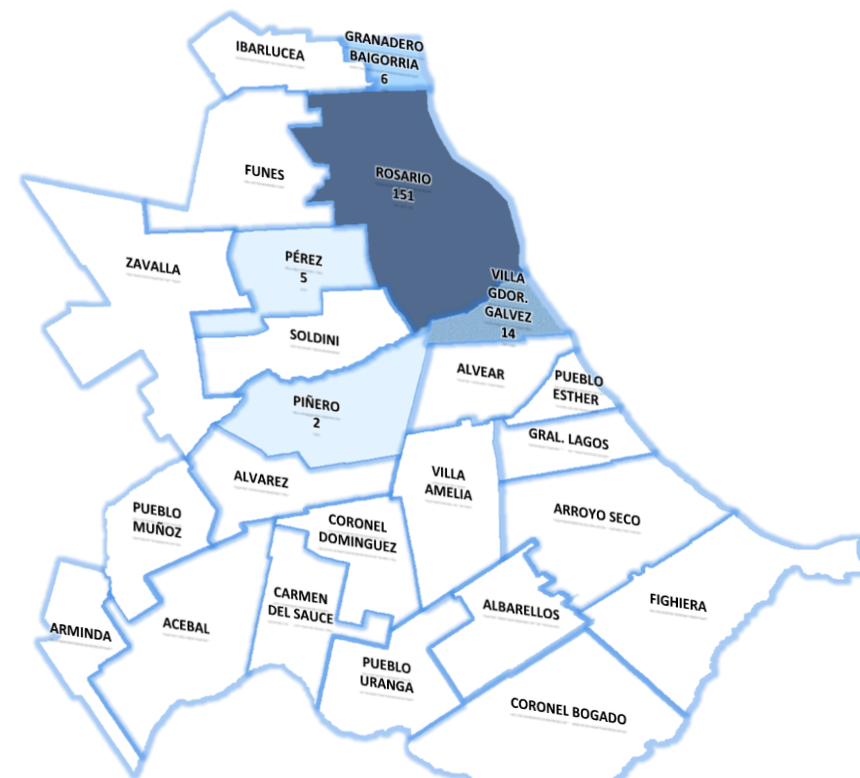 IBARLUCEA
GRANADERO
BAIGORRIA
6
FUNES
ROSARIO
151
ZAVALLA
PÉREZ
5
VILLA
GDOR.
GALVEZ
14
SOLDINI
ALVEAR
PUEBLO
ESTHER
PIÑERO
2
GRAL. LAGOS
ALVAREZ
VILLA
AMELIA
PUEBLO
MUÑOZ
CORONEL
DOMINGUEZ
ARROYO SECO
CARMEN
DEL SAUCE
ALBARELLOS
FIGHIERA
ARMINDA
ACEBAL
PUEBLO
URANGA
CORONEL BOGADO